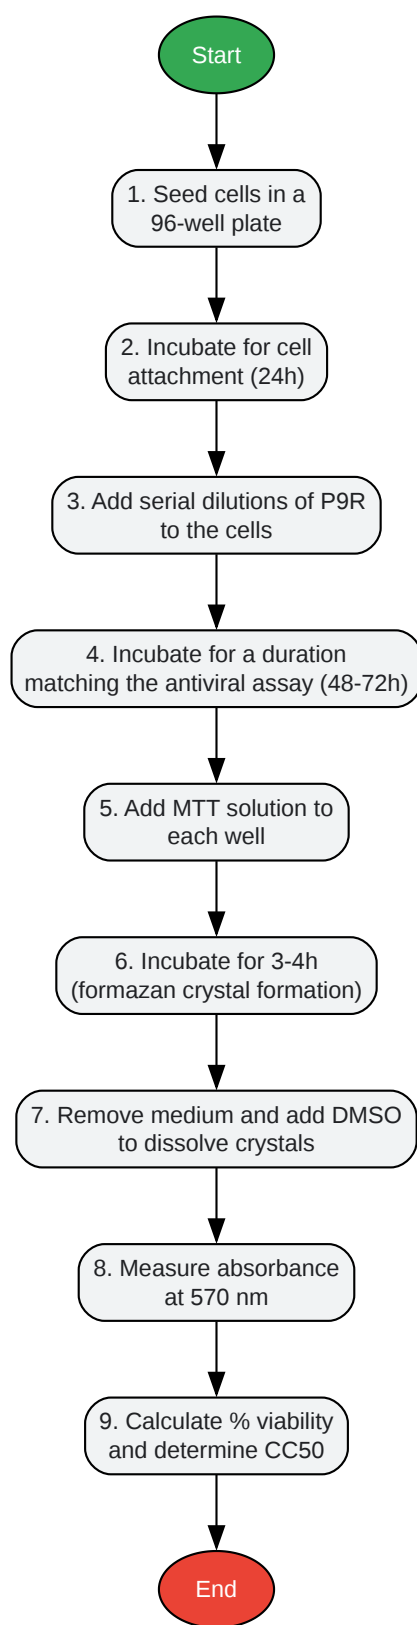 Start
1. Seed cells in a
96-well plate
2. Incubate for cell
attachment (24h)
3. Add serial dilutions of P9R
to the cells
4. Incubate for a duration
matching the antiviral assay (48-72h)
5. Add MTT solution to
each well
6. Incubate for 3-4h
(formazan crystal formation)
7. Remove medium and add DMSO
to dissolve crystals
8. Measure absorbance
at 570 nm
9. Calculate % viability
and determine CC50
End